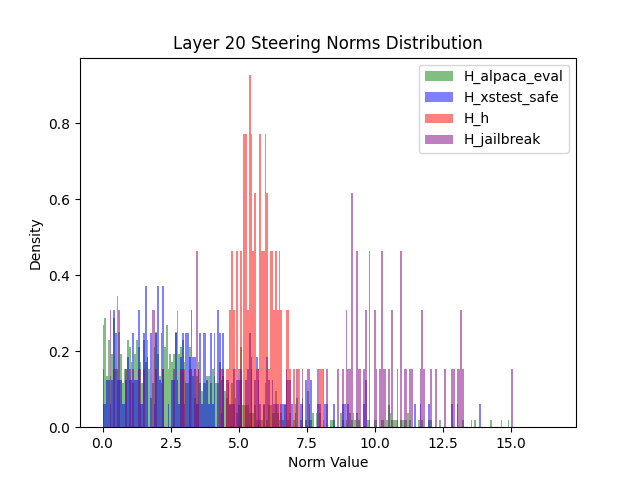 Layer 20 Steering Norms Distribution
H_alpaca_eval
H_xstest_safe
H_h
H_jailbreak
Density
0.8
0.6
0.4
0.2
0.0
0.0 2.5 5.0 7.5 10.0 12.5 15.0
Norm Value